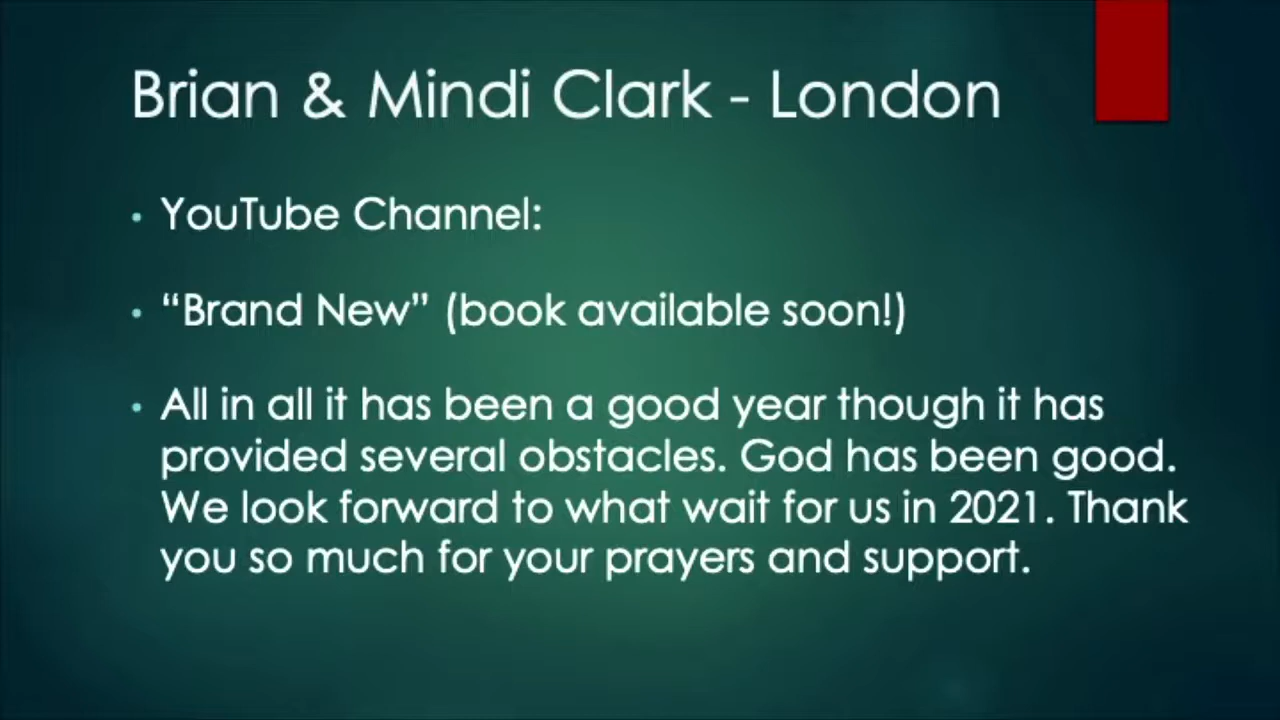 Brian & Mindi Clark - London
• YouTube Channel:
• “Brand New” (book available soon!)
• All in all it has been a good year though it has
provided several obstacles. God has been good.
We look forward to what wait for us in 2021. Thank
you so much for your prayers and support.